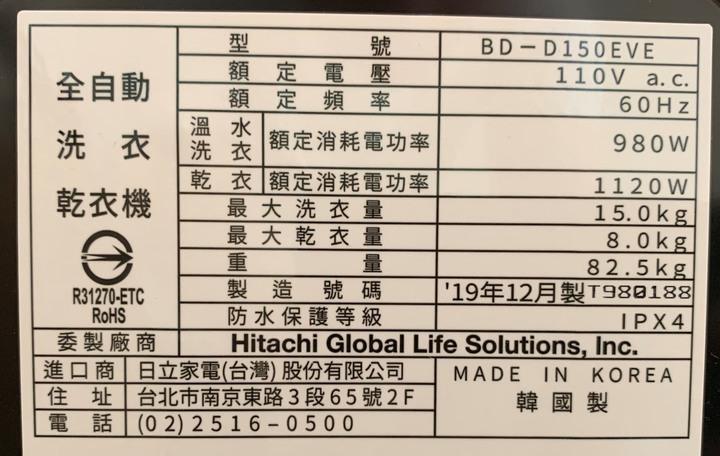 全自動
洗衣
乾衣機
R31270-ETC
RoHS
型號 BD-D150EVE
額定電壓 110V a.c.
額定頻率 60Hz
溫水洗衣 額定消耗電功率 980W
乾衣 額定消耗電功率 1120W
最大洗衣量 15.0kg
最大乾衣量 8.0kg
重量 82.5kg
製造號碼 '19年12月製T980188
防水保護等級 IPX4
委製廠商 Hitachi Global Life Solutions, Inc.
進口商 日立家電(台灣)股份有限公司
住址 台北市南京東路3段65號2F
電話 (02)2516-0500
MADE IN KOREA
韓國製